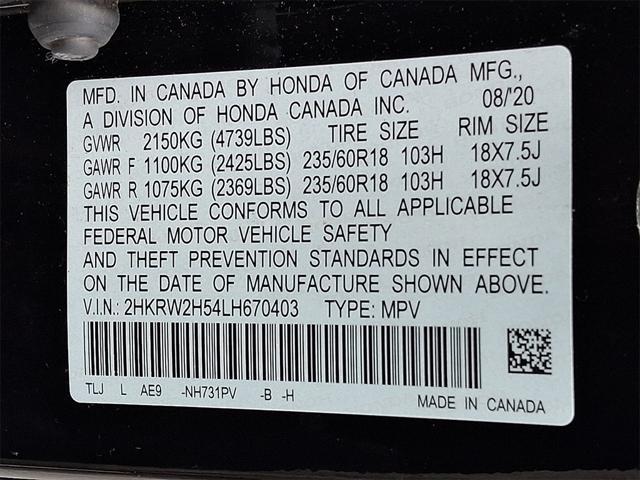 MFD. IN CANADA BY HONDA OF CANADA MFG.,
A DIVISION OF HONDA CANADA INC. 08/'20
GVWR 2150KG (4739LBS) TIRE SIZE RIM SIZE
GAWR F 1100KG (2425LBS) 235/60R18 103H 18X7.5J
GAWR R 1075KG (2369LBS) 235/60R18 103H 18X7.5J
THIS VEHICLE CONFORMS TO ALL APPLICABLE
FEDERAL MOTOR VEHICLE SAFETY
AND THEFT PREVENTION STANDARDS IN EFFECT
ON THE DATE OF MANUFACTURE SHOWN ABOVE.
V.I.N.: 2HKRW2H54LH670403 TYPE: MPV
TLJ L AE9 -NH731PV -B -H
MADE IN CANADA